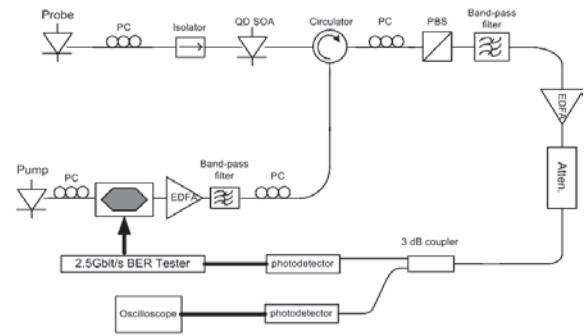 Probe
PC
Isolator
QD SOA
Circulator
PC
PBS
Band-pass
filter
EDFA
Atten.
Pump
PC
EDFA
Band-pass
filter
PC
3 dB coupler
2.5Gbit/s BER Tester
photodetector
Oscilloscope
photodetector